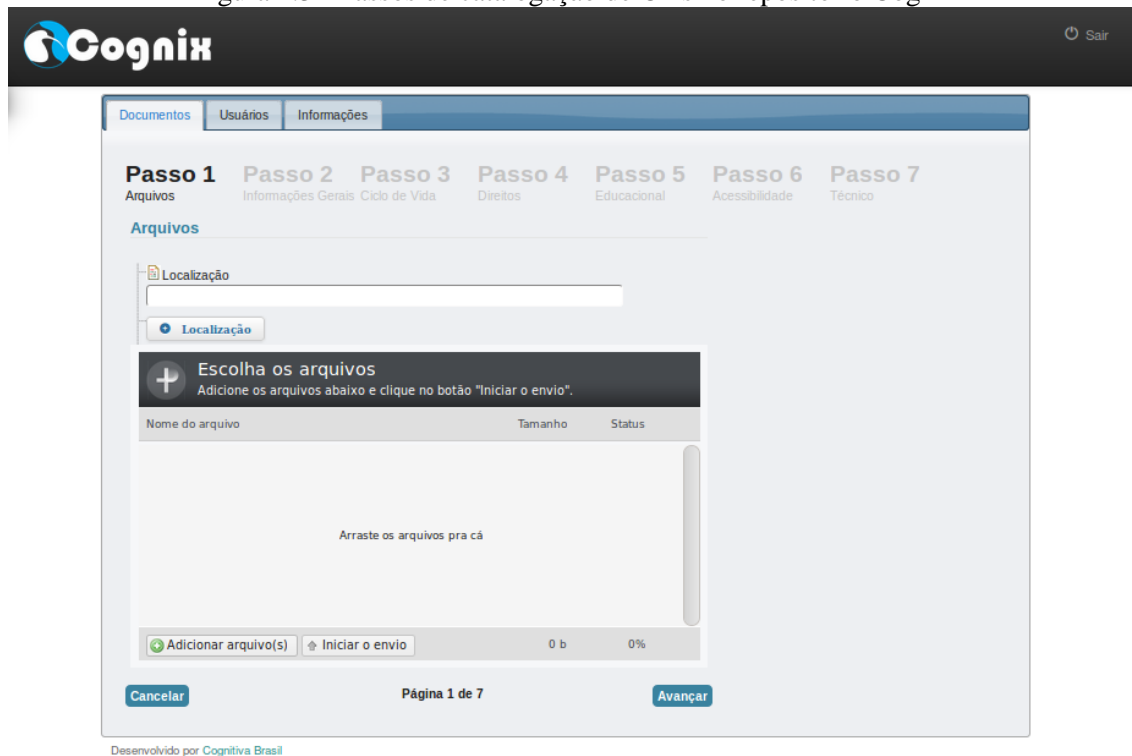 Cognix
Sair
Documentos Usuários Informações
Passo 1 Passo 2 Passo 3 Passo 4 Passo 5 Passo 6 Passo 7
Arquivos Informações Gerais Ciclo de Vida Direitos Educacional Acessibilidade Técnico
Arquivos
Localização
Localização
Escolha os arquivos
Adicione os arquivos abaixo e clique no botão "Iniciar o envio".
Nome do arquivo Tamanho Status
Arraste os arquivos pra cá
Adicionar arquivo(s) Iniciar o envio 0 b 0%
Cancelar Página 1 de 7 Avançar
Desenvolvido por Cognitiva Brasil